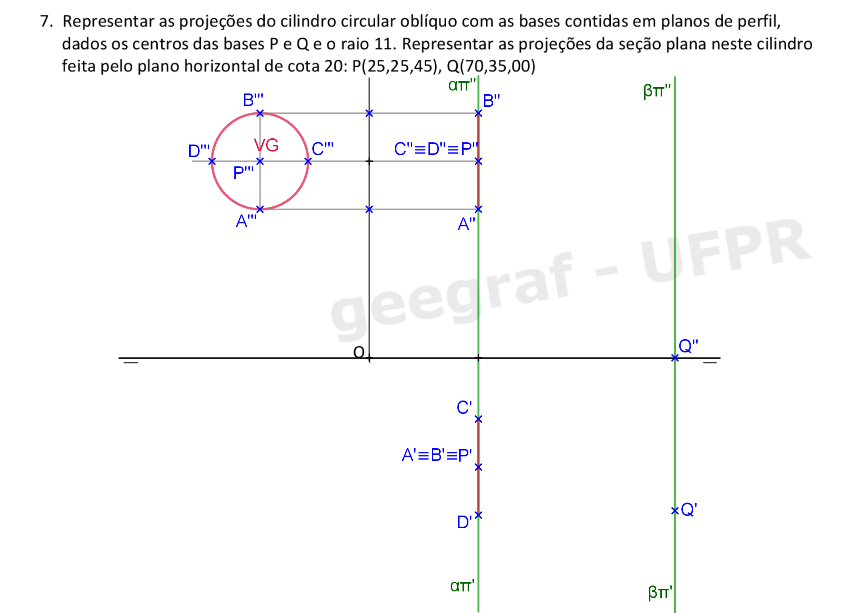 7. Representar as projeções do cilindro circular oblíquo com as bases contidas em planos de perfil,
dados os centros das bases P e Q e o raio 11. Representar as projeções da seção plana neste cilindro
feita pelo plano horizontal de cota 20: P(25,25,45), Q(70,35,00)
απ'' βπ''
B''' B''
D''' VG C''' C''≡D''≡P''
P'''
A''' A''
geegraf - UFPR
O Q''
C'
A'≡B'≡P'
D' Q'
απ' βπ'